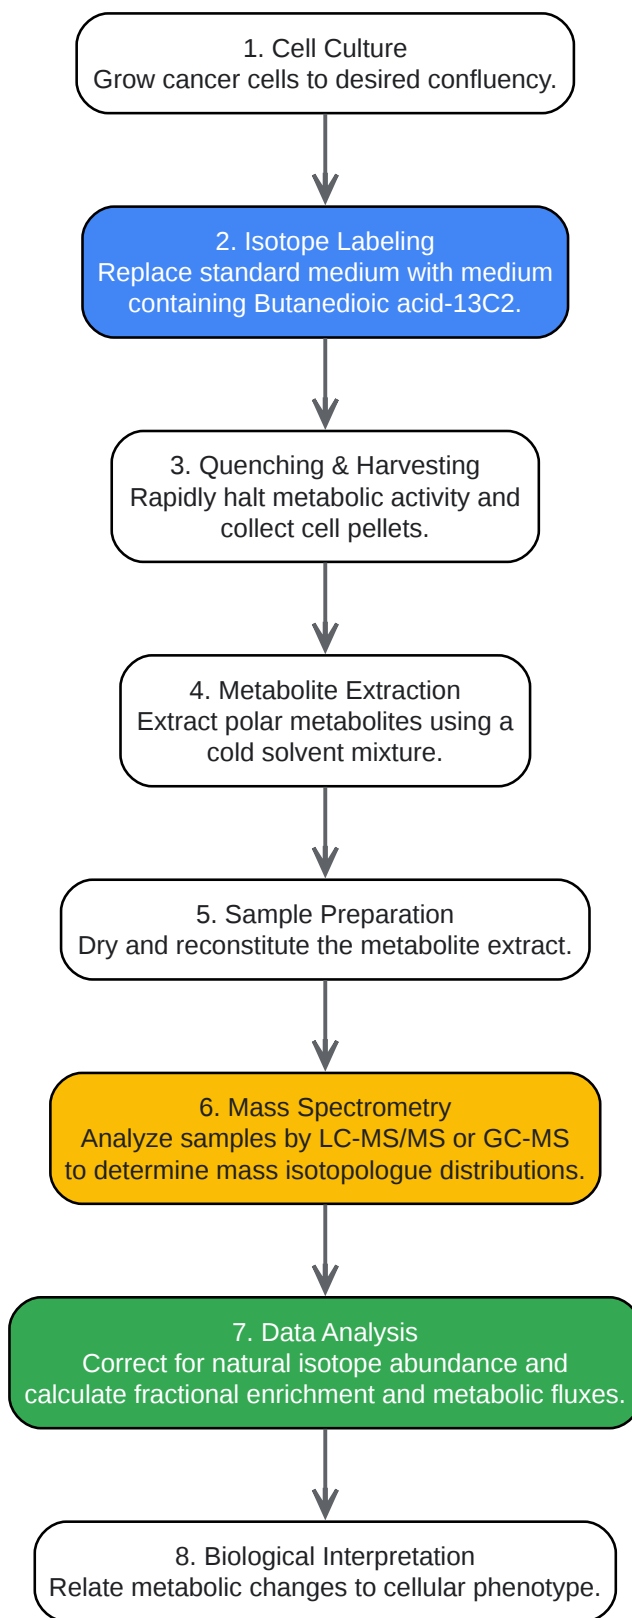 1. Cell Culture
Grow cancer cells to desired confluency.
2. Isotope Labeling
Replace standard medium with medium
containing Butanedioic acid-13C2.
3. Quenching & Harvesting
Rapidly halt metabolic activity and
collect cell pellets.
4. Metabolite Extraction
Extract polar metabolites using a
cold solvent mixture.
5. Sample Preparation
Dry and reconstitute the metabolite extract.
6. Mass Spectrometry
Analyze samples by LC-MS/MS or GC-MS
to determine mass isotopologue distributions.
7. Data Analysis
Correct for natural isotope abundance and
calculate fractional enrichment and metabolic fluxes.
8. Biological Interpretation
Relate metabolic changes to cellular phenotype.